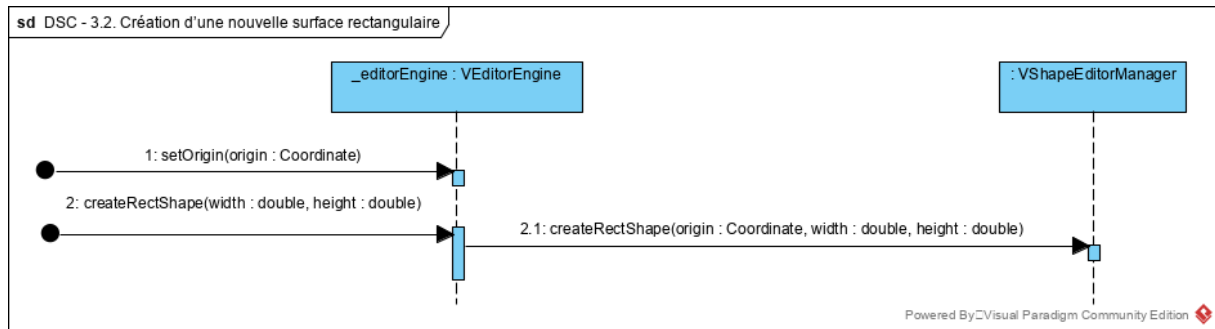 sd DSC - 3.2. Création d’une nouvelle surface rectangulaire
_editorEngine : VEditorEngine
: VShapeEditorManager
1: setOrigin(origin : Coordinate)
2: createRectShape(width : double, height : double)
2.1: createRectShape(origin : Coordinate, width : double, height : double)
Powered By□Visual Paradigm Community Edition